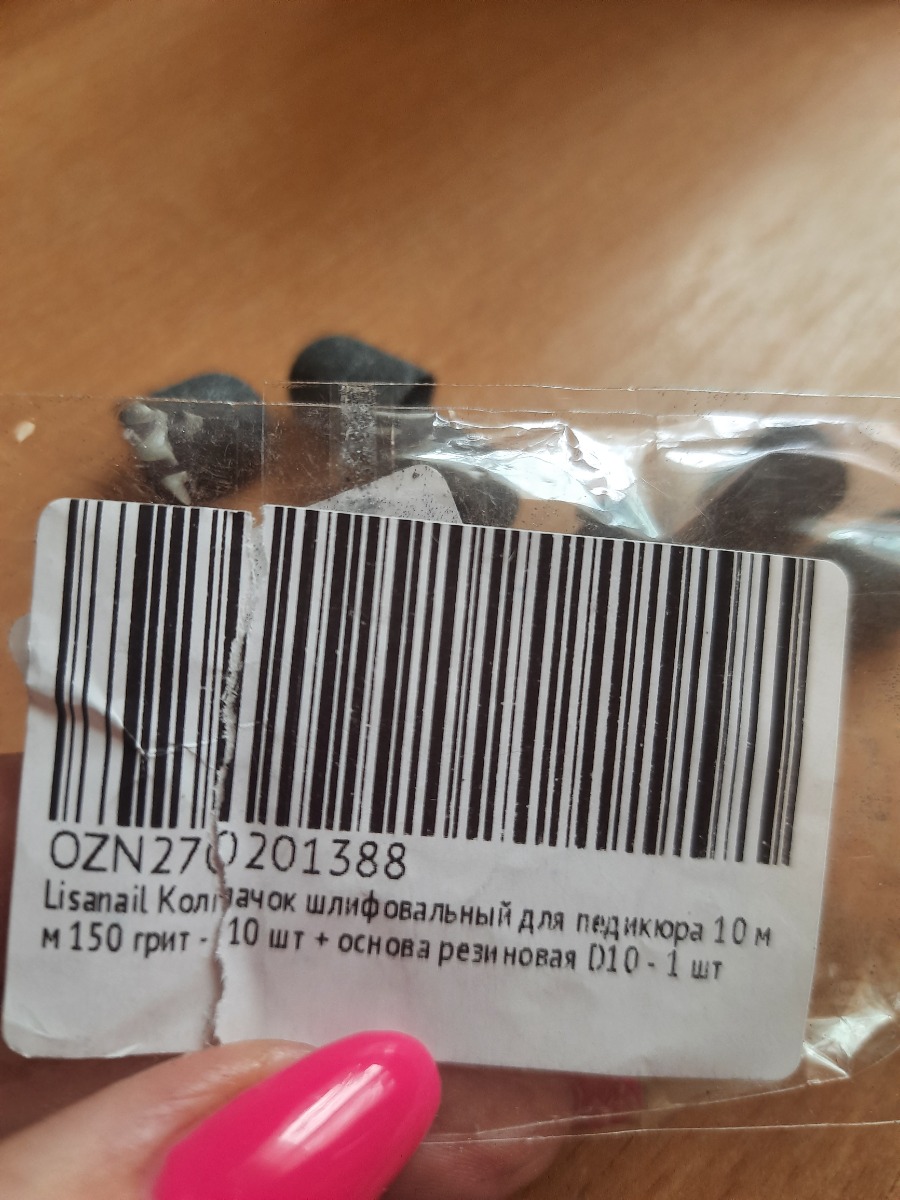 OZN270201388
Lisanail Колпачок шлифовальный для педикюра 10 м
м 150 грит - 10 шт + основа резиновая D10 - 1 шт